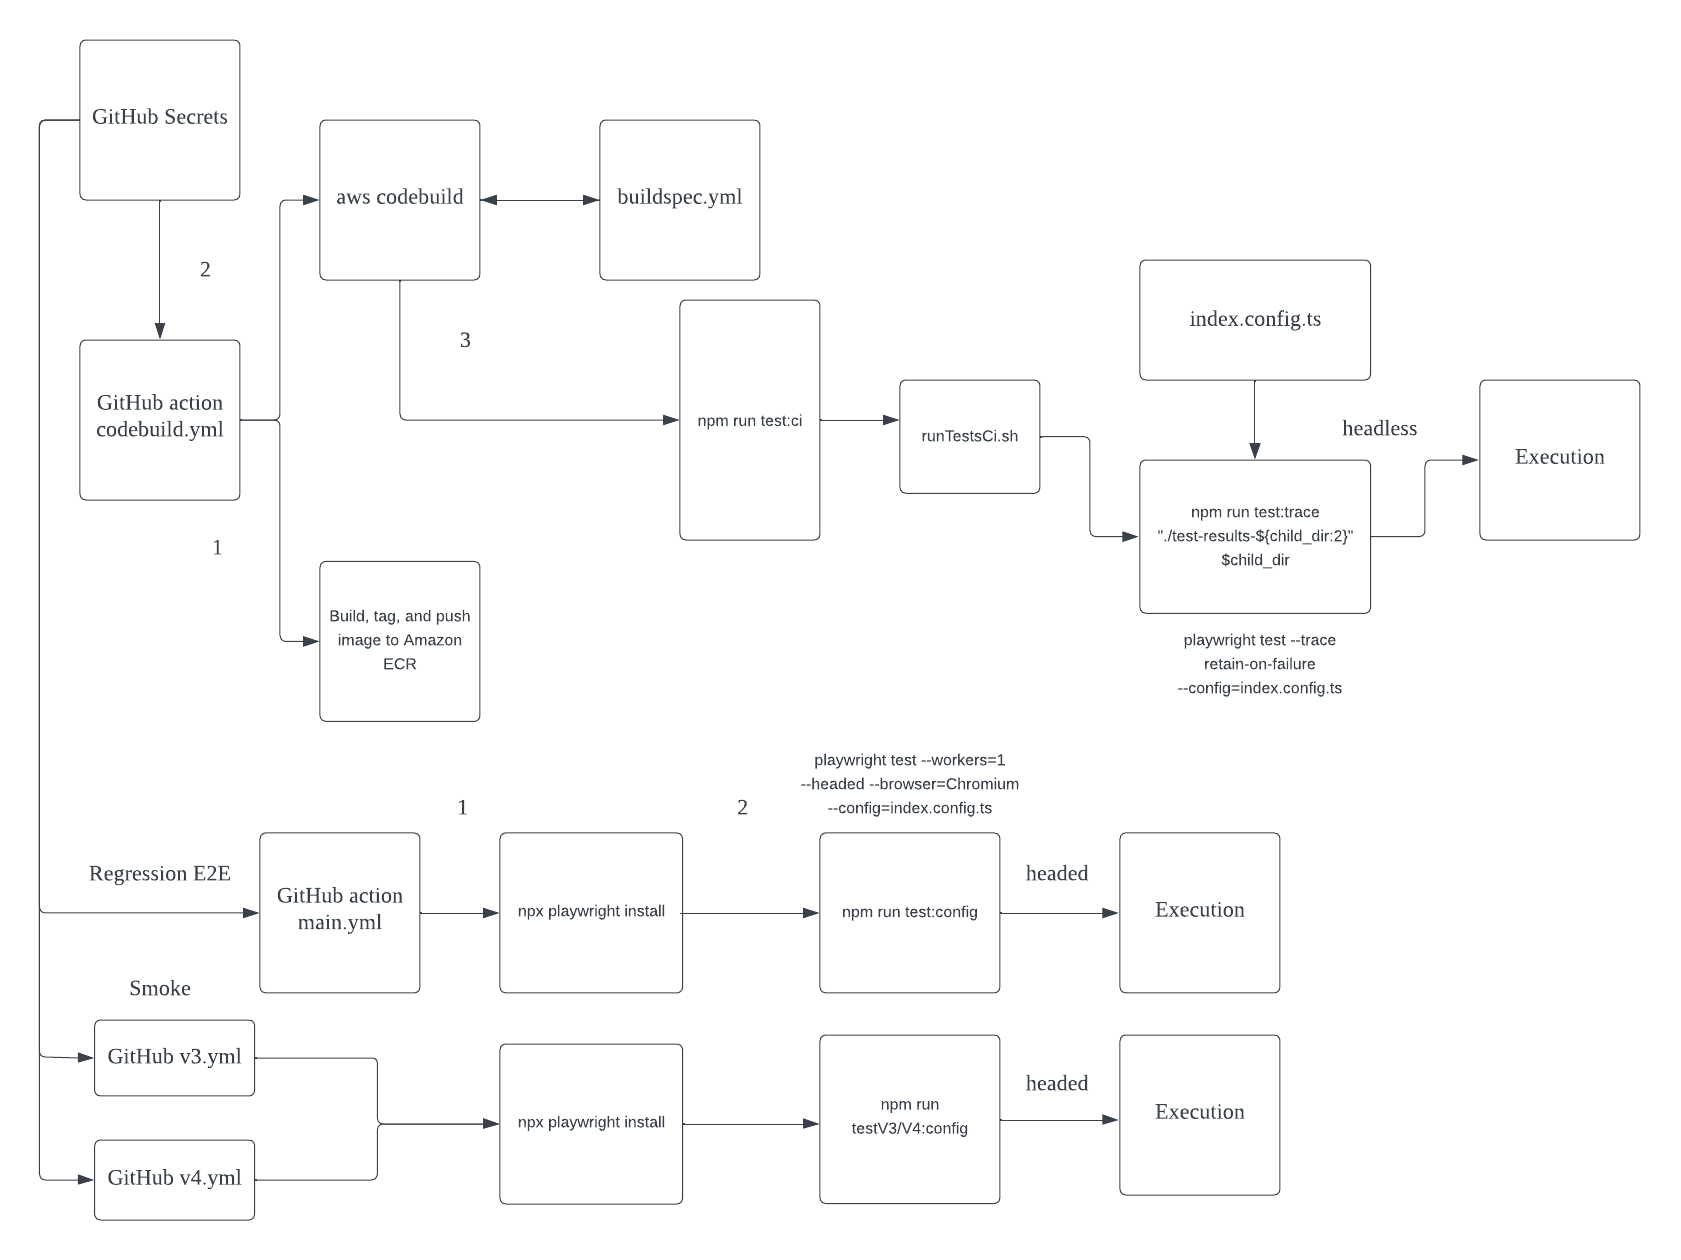 GitHub Secrets
aws codebuild
buildspec.yml
2
index.config.ts
3
GitHub action
codebuild.yml
npm run test:ci
runTestsCi.sh
headless
Execution
npm run test:trace
"./test-results-${child_dir:2}"
$child_dir
1
Build, tag, and push
image to Amazon
ECR
playwright test --trace
retain-on-failure
--config=index.config.ts
playwright test --workers=1
--headed --browser=Chromium
--config=index.config.ts
1
2
Regression E2E
GitHub action
main.yml
npx playwright install
npm run test:config
headed
Execution
Smoke
GitHub v3.yml
GitHub v4.yml
npx playwright install
npm run
testV3/V4:config
headed
Execution